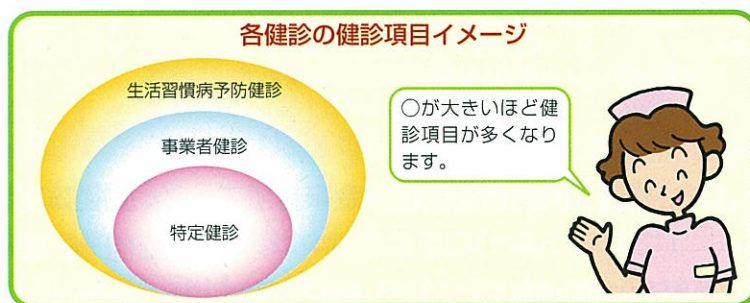 各健診の健診項目イメージ
生活習慣病予防健診
事業者健診
特定健診
○が大きいほど健
診項目が多くなり
ます。